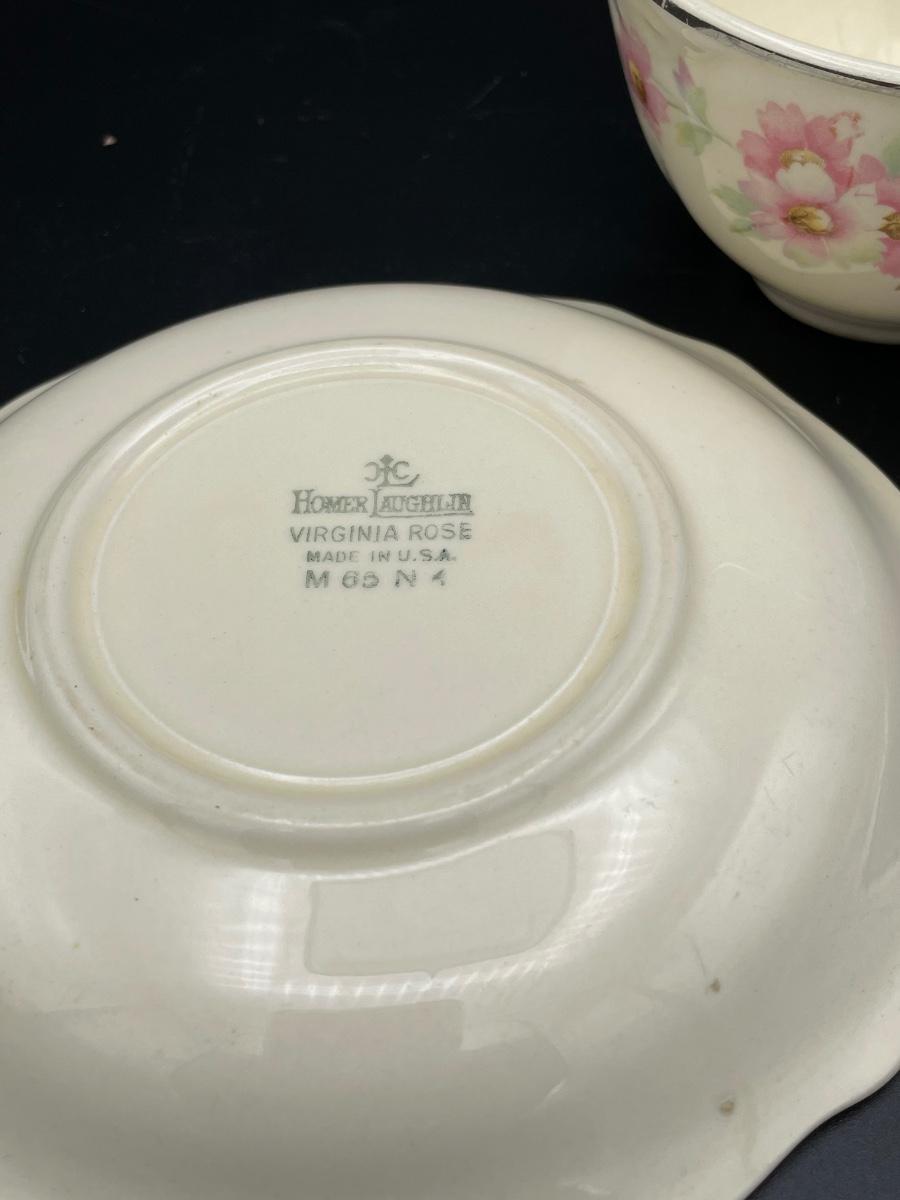 HLC
HOMER LAUGHLIN
VIRGINIA ROSE
MADE IN U.S.A.
M 65 N 4